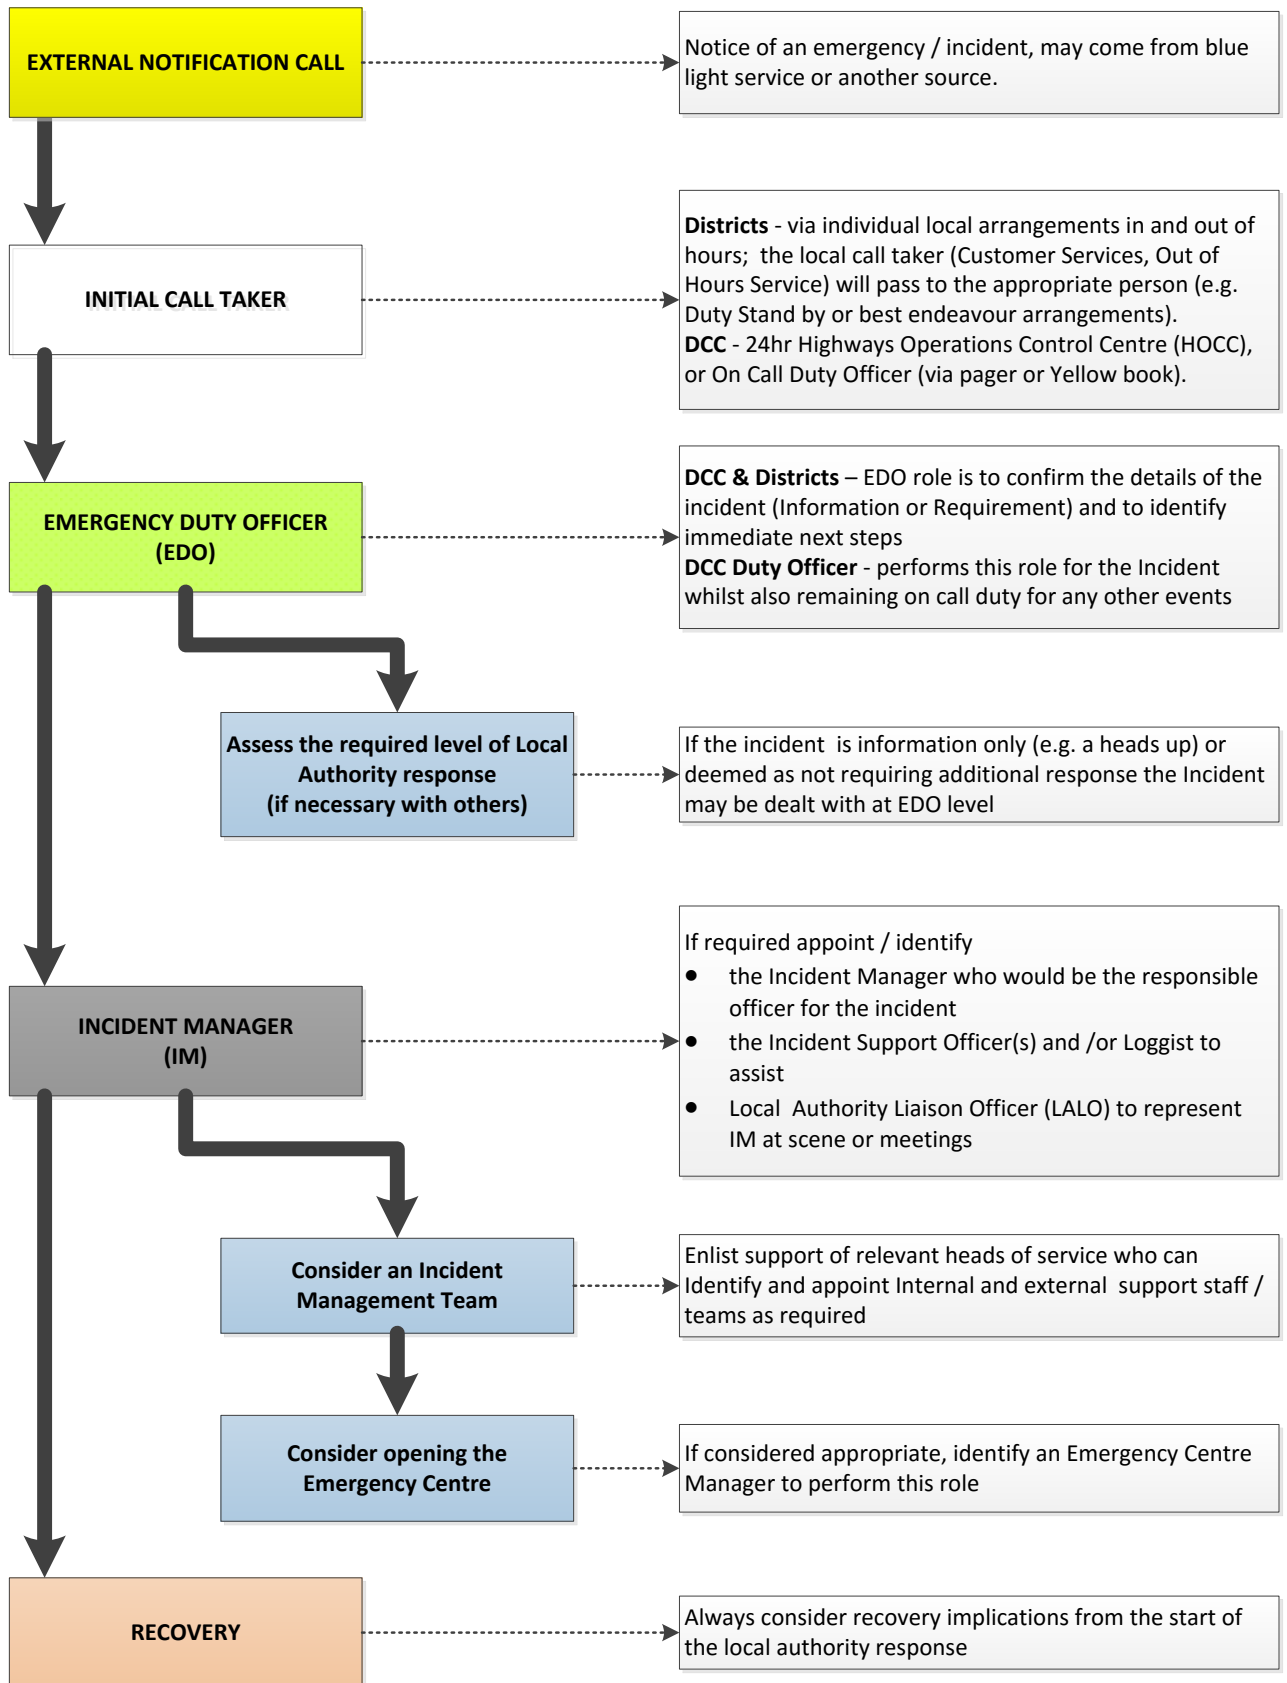 EXTERNAL NOTIFICATION CALL
Notice of an emergency / incident, may come from blue
light service or another source.
INITIAL CALL TAKER
Districts - via individual local arrangements in and out of
hours;  the local call taker (Customer Services, Out of
Hours Service) will pass to the appropriate person (e.g.
Duty Stand by or best endeavour arrangements).
DCC - 24hr Highways Operations Control Centre (HOCC),
or On Call Duty Officer (via pager or Yellow book).
EMERGENCY DUTY OFFICER
(EDO)
DCC & Districts – EDO role is to confirm the details of the
incident (Information or Requirement) and to identify
immediate next steps
DCC Duty Officer - performs this role for the Incident
whilst also remaining on call duty for any other events
Assess the required level of Local
Authority response
(if necessary with others)
If the incident  is information only (e.g. a heads up) or
deemed as not requiring additional response the Incident
may be dealt with at EDO level
INCIDENT MANAGER
(IM)
If required appoint / identify
• the Incident Manager who would be the responsible
officer for the incident
• the Incident Support Officer(s) and /or Loggist to
assist
• Local  Authority Liaison Officer (LALO) to represent
IM at scene or meetings
Consider an Incident
Management Team
Enlist support of relevant heads of service who can
Identify and appoint Internal and external  support staff /
teams as required
Consider opening the
Emergency Centre
If considered appropriate, identify an Emergency Centre
Manager to perform this role
RECOVERY
Always consider recovery implications from the start of
the local authority response